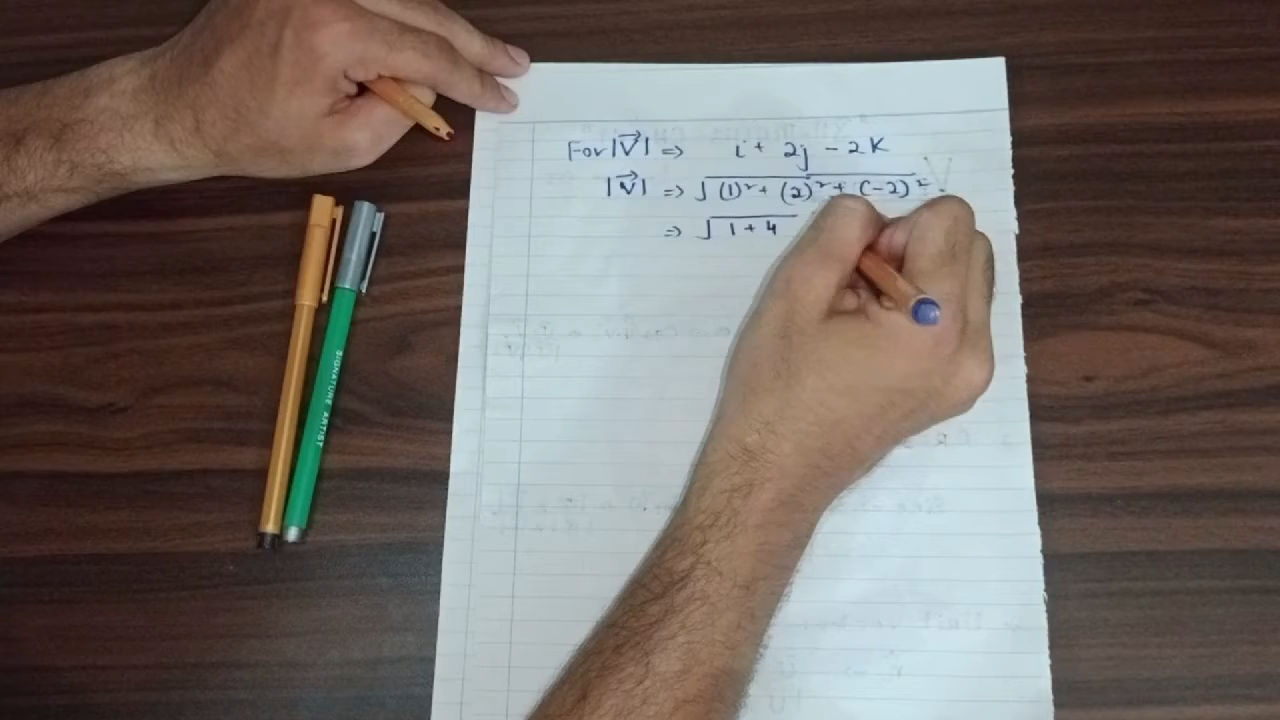 For|V⃗| => i + 2j - 2k
|V⃗| => √(1)² + (2)² + (-2)²
=> √1 + 4
SIGNATURE ARTIST